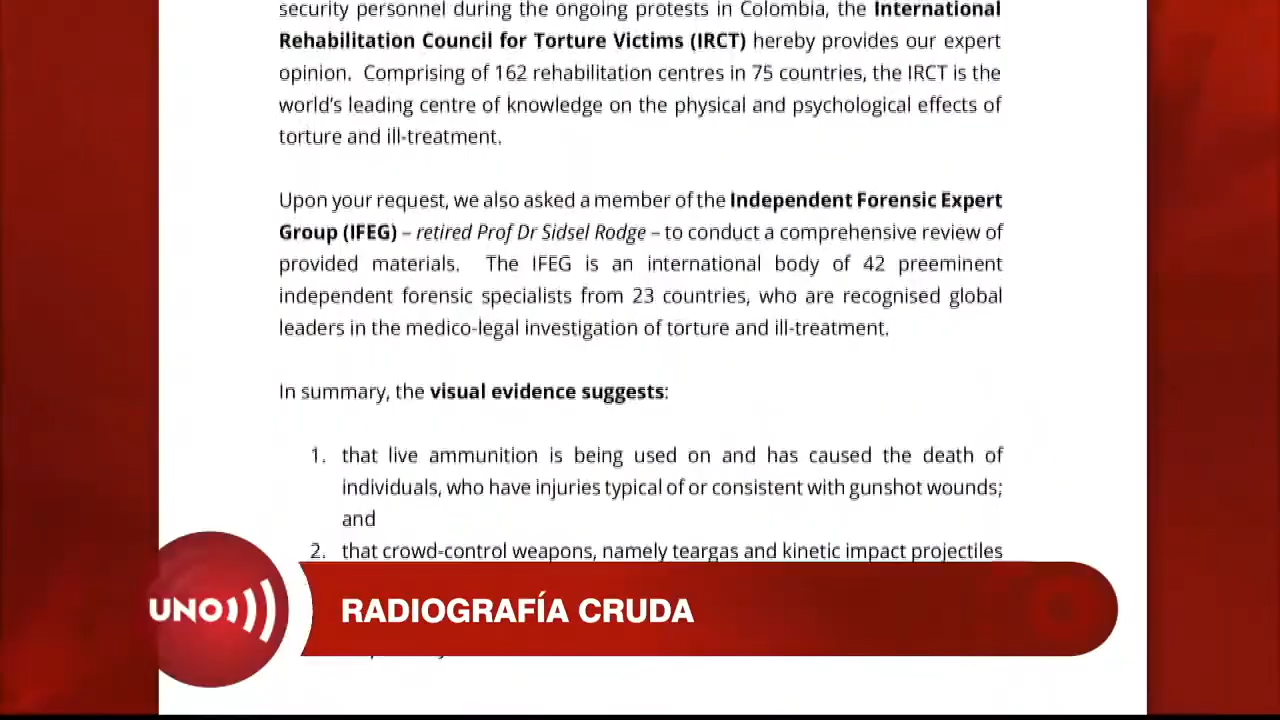 security personnel during the ongoing protests in Colombia, the International
Rehabilitation Council for Torture Victims (IRCT) hereby provides our expert
opinion. Comprising of 162 rehabilitation centres in 75 countries, the IRCT is the
world's leading centre of knowledge on the physical and psychological effects of
torture and ill-treatment.
Upon your request, we also asked a member of the Independent Forensic Expert
Group (IFEG) – retired Prof Dr Sidsel Rodge – to conduct a comprehensive review of
provided materials. The IFEG is an international body of 42 preeminent
independent forensic specialists from 23 countries, who are recognised global
leaders in the medico-legal investigation of torture and ill-treatment.
In summary, the visual evidence suggests:
1. that live ammunition is being used on and has caused the death of
individuals, who have injuries typical of or consistent with gunshot wounds;
and
2. that crowd-control weapons, namely teargas and kinetic impact projectiles
UNO
RADIOGRAFÍA CRUDA